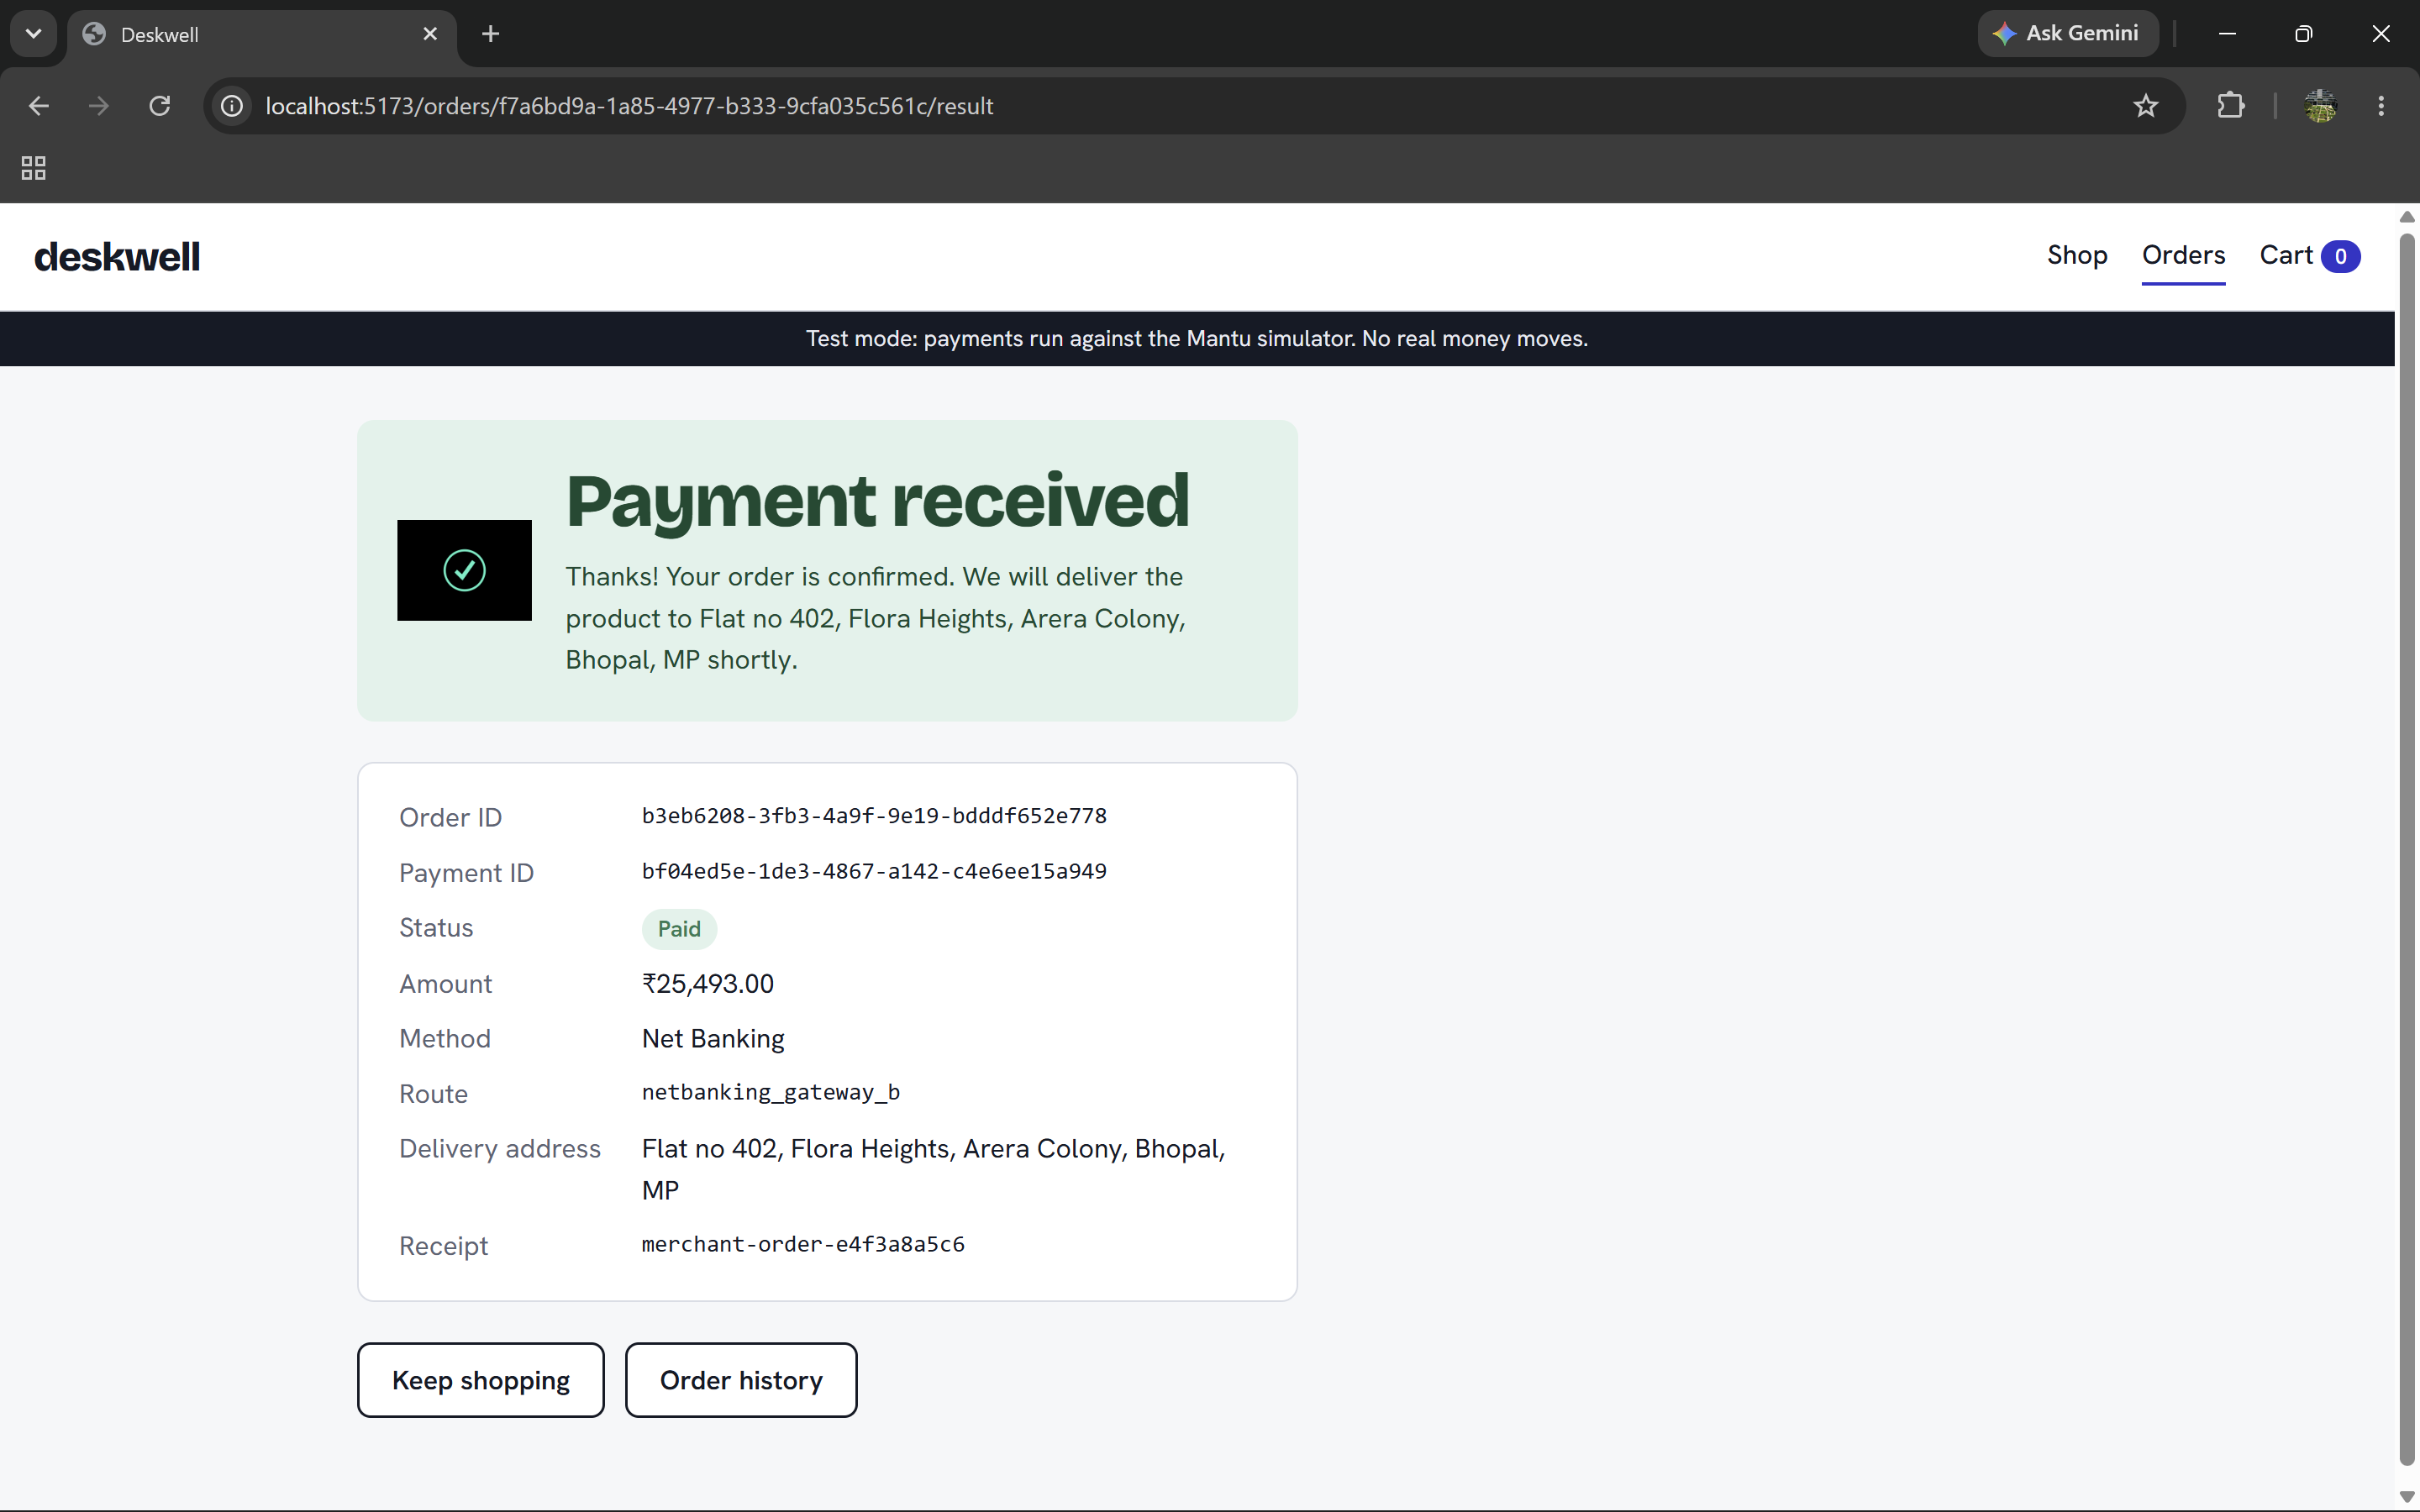 Deskwell
Ask Gemini
localhost:5173/orders/f7a6bd9a-1a85-4977-b333-9cfa035c561c/result
deskwell
Shop Orders Cart 0
Test mode: payments run against the Mantu simulator. No real money moves.
Payment received
Thanks! Your order is confirmed. We will deliver the
product to Flat no 402, Flora Heights, Arera Colony,
Bhopal, MP shortly.
Order ID b3eb6208-3fb3-4a9f-9e19-bdddf652e778
Payment ID bf04ed5e-1de3-4867-a142-c4e6ee15a949
Status Paid
Amount ₹25,493.00
Method Net Banking
Route netbanking_gateway_b
Delivery address Flat no 402, Flora Heights, Arera Colony, Bhopal,
MP
Receipt merchant-order-e4f3a8a5c6
Keep shopping Order history